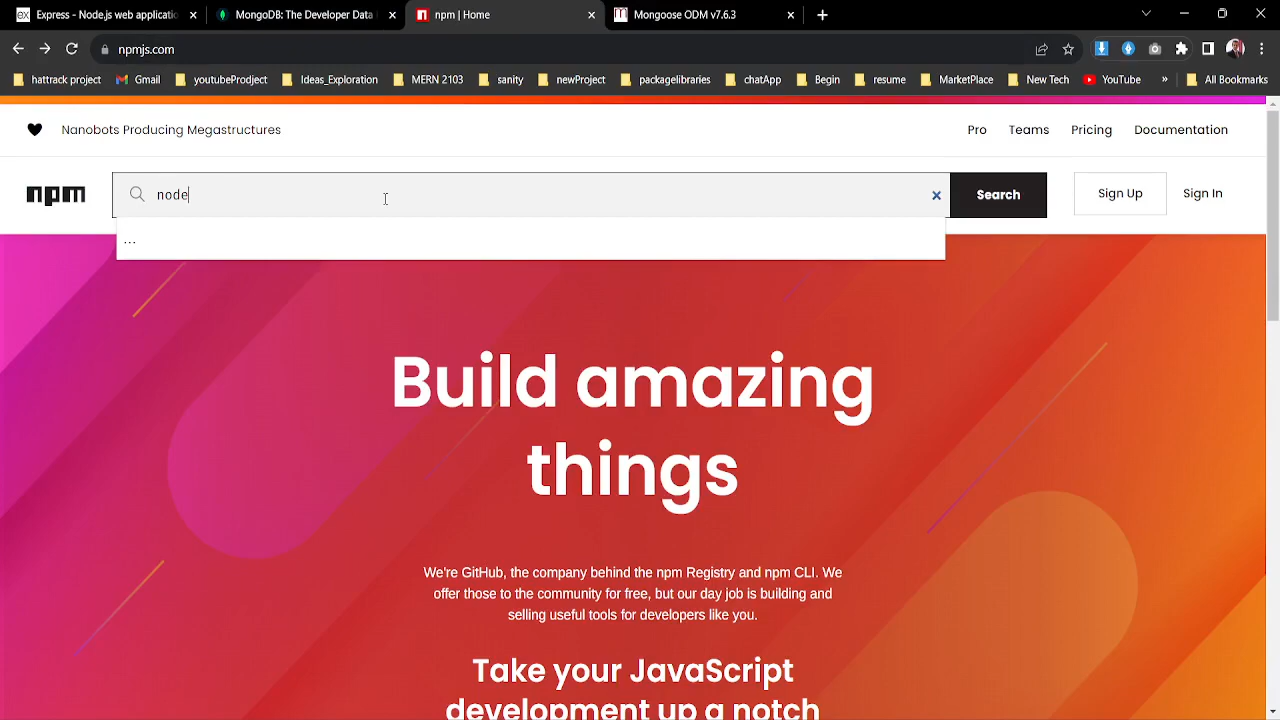 Express - Node.js web applicatio
MongoDB: The Developer Data
npm | Home
Mongoose ODM v7.6.3
npmjs.com
hattrack project
Gmail
youtubeProdject
Ideas_Exploration
MERN 2103
sanity
newProject
packagelibraries
chatApp
Begin
resume
MarketPlace
New Tech
YouTube
»
All Bookmarks
Nanobots Producing Megastructures
Pro
Teams
Pricing
Documentation
npm
node
Search
Sign Up
Sign In
...
Build amazing
things
We're GitHub, the company behind the npm Registry and npm CLI. We
offer those to the community for free, but our day job is building and
selling useful tools for developers like you.
Take your JavaScript
development up a notch